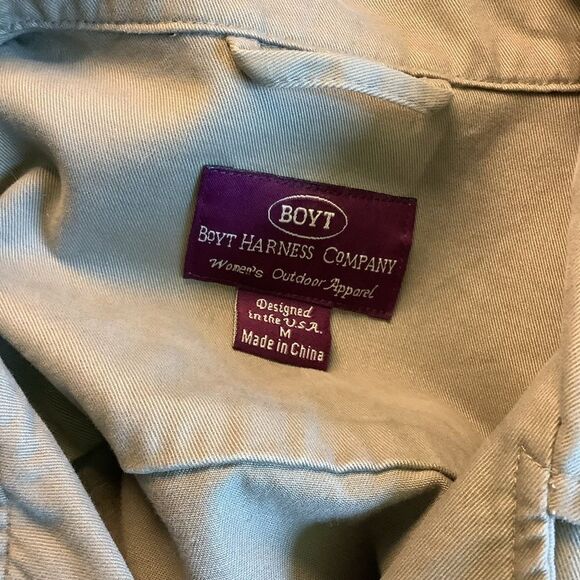 BOYT
BOYT HARNESS COMPANY
Women's Outdoor Apparel
Designed
in the U.S.A.
M
Made in China